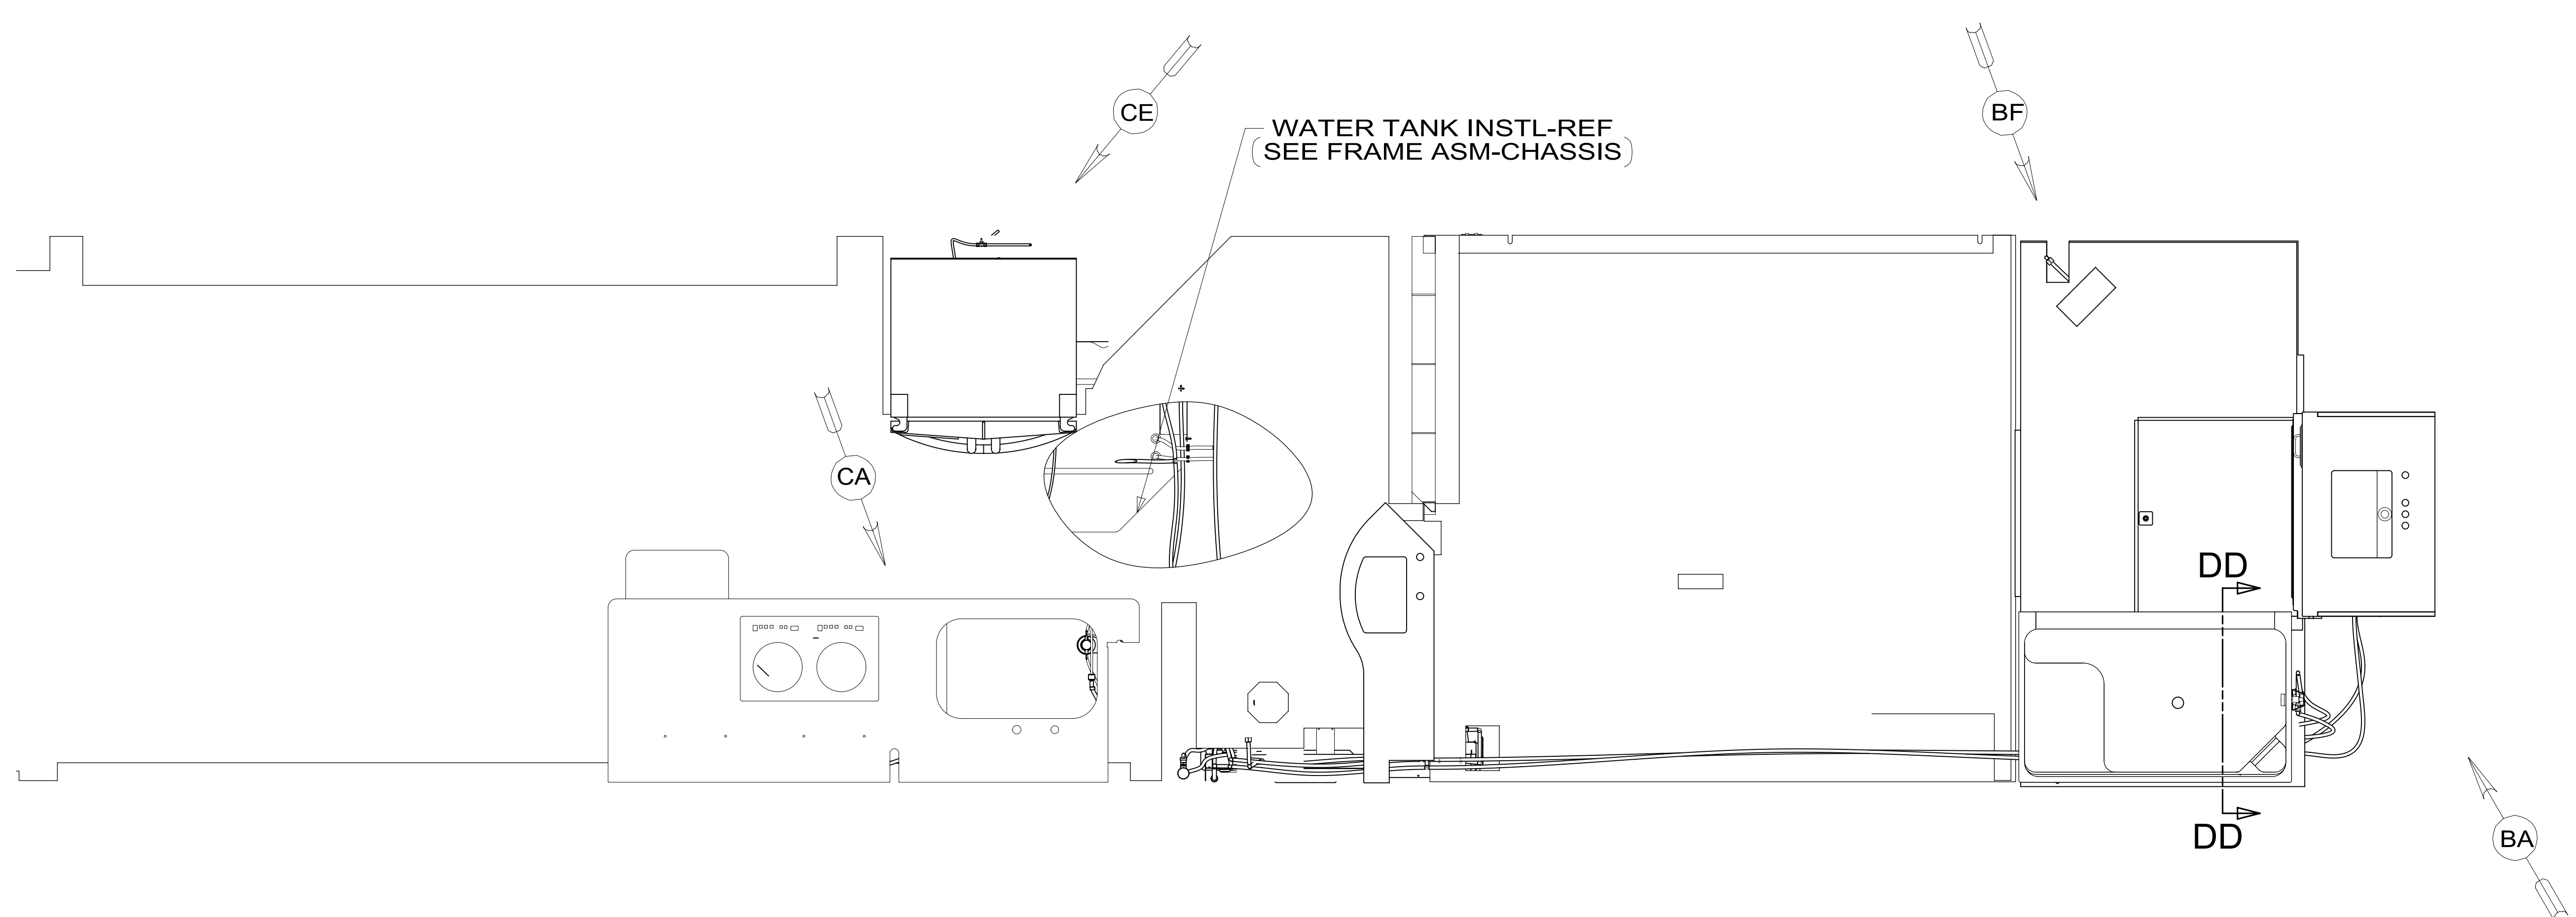 CE
BF
WATER TANK INSTL-REF
(SEE FRAME ASM-CHASSIS)
CA
DD
DD
BA